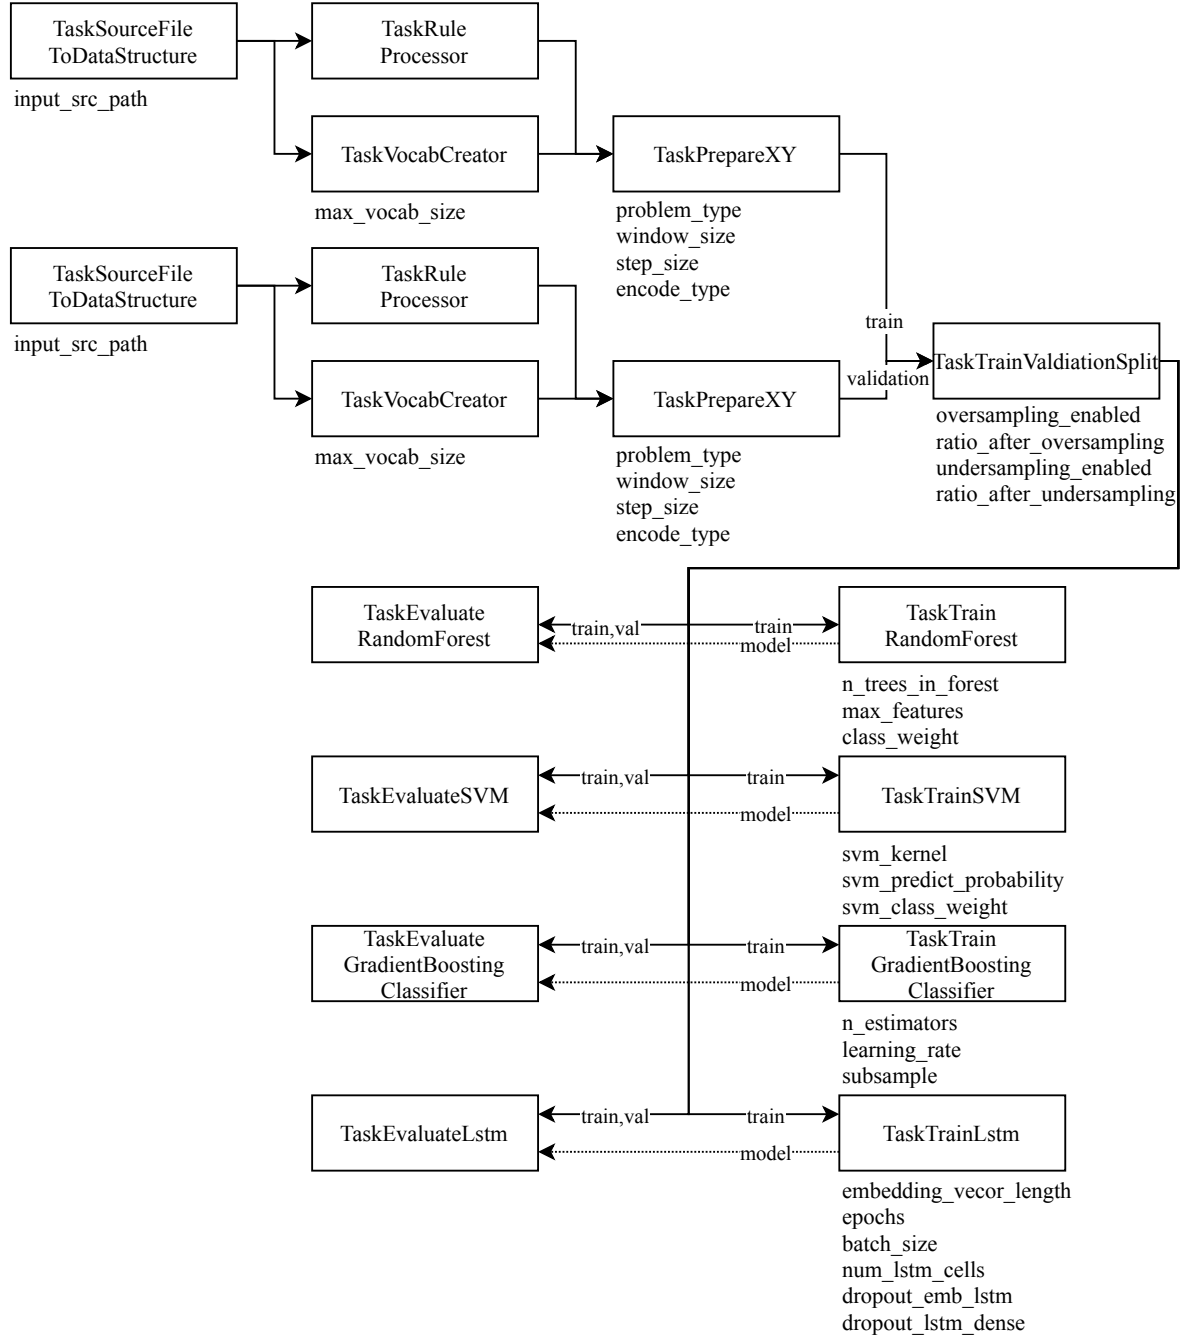 TaskSourceFile
ToDataStructure
input_src_path
TaskRule
Processor
TaskVocabCreator
max_vocab_size
TaskPrepareXY
problem_type
window_size
step_size
encode_type
TaskSourceFile
ToDataStructure
input_src_path
TaskRule
Processor
TaskVocabCreator
max_vocab_size
TaskPrepareXY
problem_type
window_size
step_size
encode_type
train
validation
TaskTrainValdiationSplit
oversampling_enabled
ratio_after_oversampling
undersampling_enabled
ratio_after_undersampling
TaskEvaluate
RandomForest
train,val
train
model
TaskTrain
RandomForest
n_trees_in_forest
max_features
class_weight
TaskEvaluateSVM
train,val
train
model
TaskTrainSVM
svm_kernel
svm_predict_probability
svm_class_weight
TaskEvaluate
GradientBoosting
Classifier
train,val
train
model
TaskTrain
GradientBoosting
Classifier
n_estimators
learning_rate
subsample
TaskEvaluateLstm
train,val
train
model
TaskTrainLstm
embedding_vecor_length
epochs
batch_size
num_lstm_cells
dropout_emb_lstm
dropout_lstm_dense